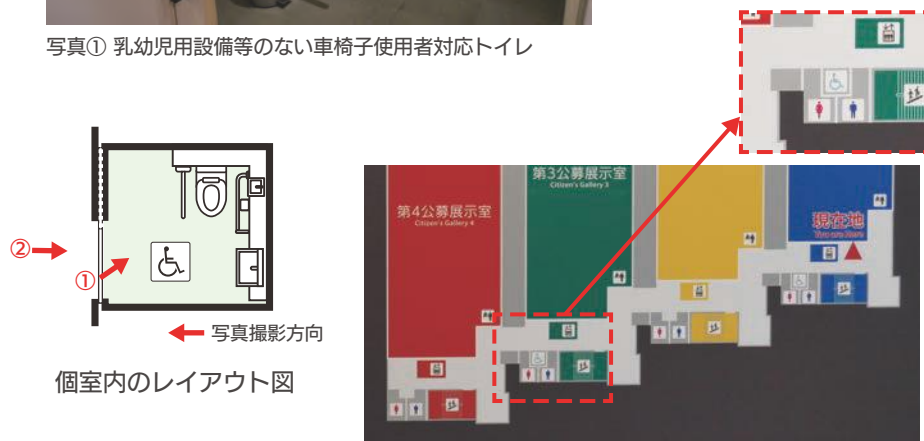 写真① 乳幼児用設備等のない車椅子使用者対応トイレ
②
①
写真撮影方向
個室内のレイアウト図
第4公募展示室
Citizen's Gallery 4
第3公募展示室
Citizen's Gallery 3
現在地
You are Here